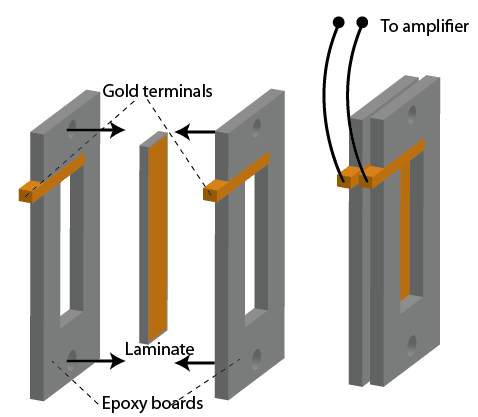 To amplifier
Gold terminals
Laminate
Epoxy boards